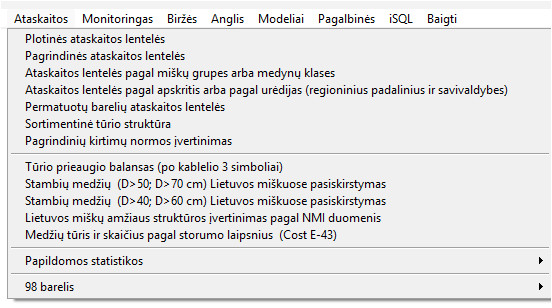 Ataskaitos Monitoringas Biržės Anglis Modeliai Pagalbinės iSQL Baigti
Plotinės ataskaitos lentelės
Pagrindinės ataskaitos lentelės
Ataskaitos lentelės pagal miškų grupes arba medynų klases
Ataskaitos lentelės pagal apskritis arba pagal urėdijas (regioninius padalinius ir savivaldybes)
Permatuotų barelių ataskaitos lentelės
Sortimentinė tūrio struktūra
Pagrindinių kirtimų normos įvertinimas
Tūrio prieaugio balansas (po kablelio 3 simboliai)
Stambių medžių (D>50; D>70 cm) Lietuvos miškuose pasiskirstymas
Stambių medžių (D>40; D>60 cm) Lietuvos miškuose pasiskirstymas
Lietuvos miškų amžiaus struktūros įvertinimas pagal NMI duomenis
Medžių tūris ir skaičius pagal storumo laipsnius (Cost E-43)
Papildomos statistikos
98 barelis